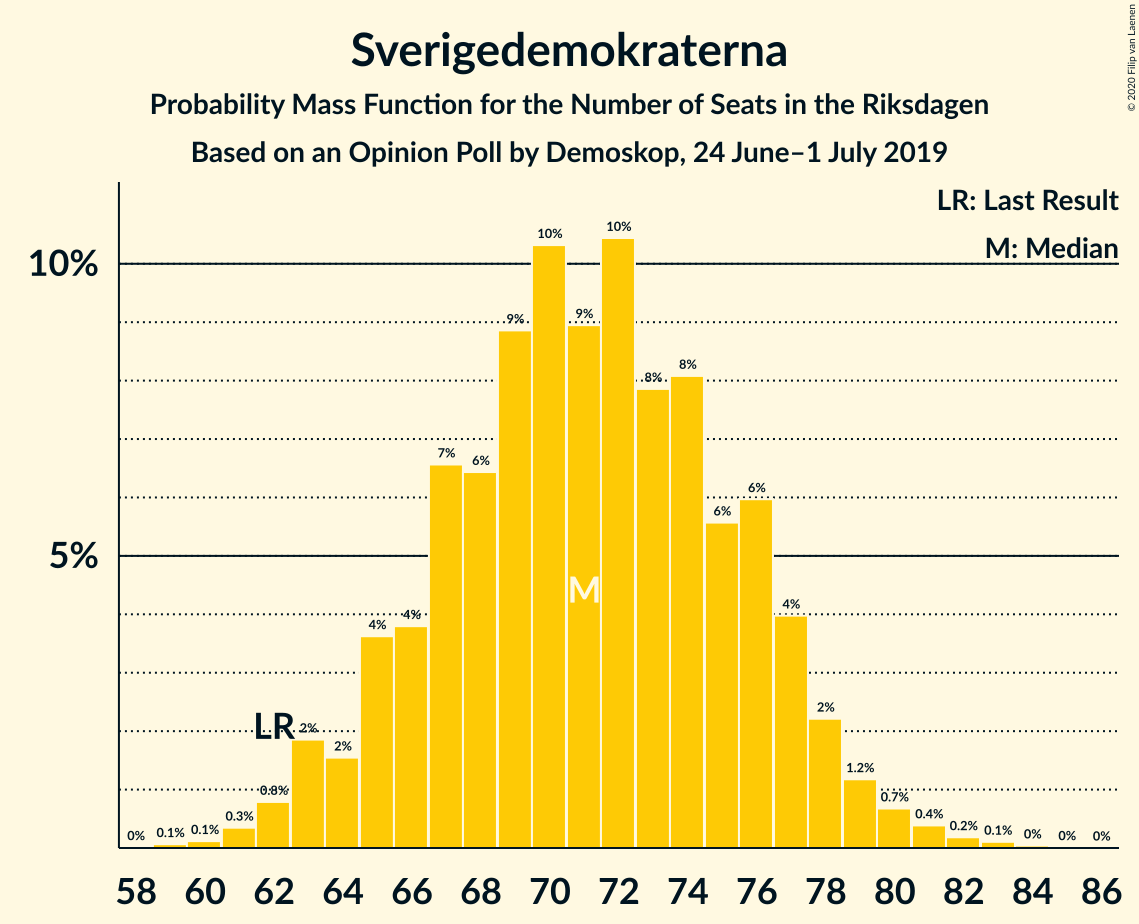 Sverigedemokraterna
Probability Mass Function for the Number of Seats in the Riksdagen
Based on an Opinion Poll by Demoskop, 24 June–1 July 2019
© 2020 Filip van Laenen
LR: Last Result
M: Median
10%
5%
0% 0.1% 0.1% 0.3% 0.8% 2% 2% 4% 4% 7% 6% 9% 10% 9% 10% 8% 8% 6% 6% 4% 2% 1.2% 0.7% 0.4% 0.2% 0.1% 0% 0% 0%
LR
M
58 60 62 64 66 68 70 72 74 76 78 80 82 84 86